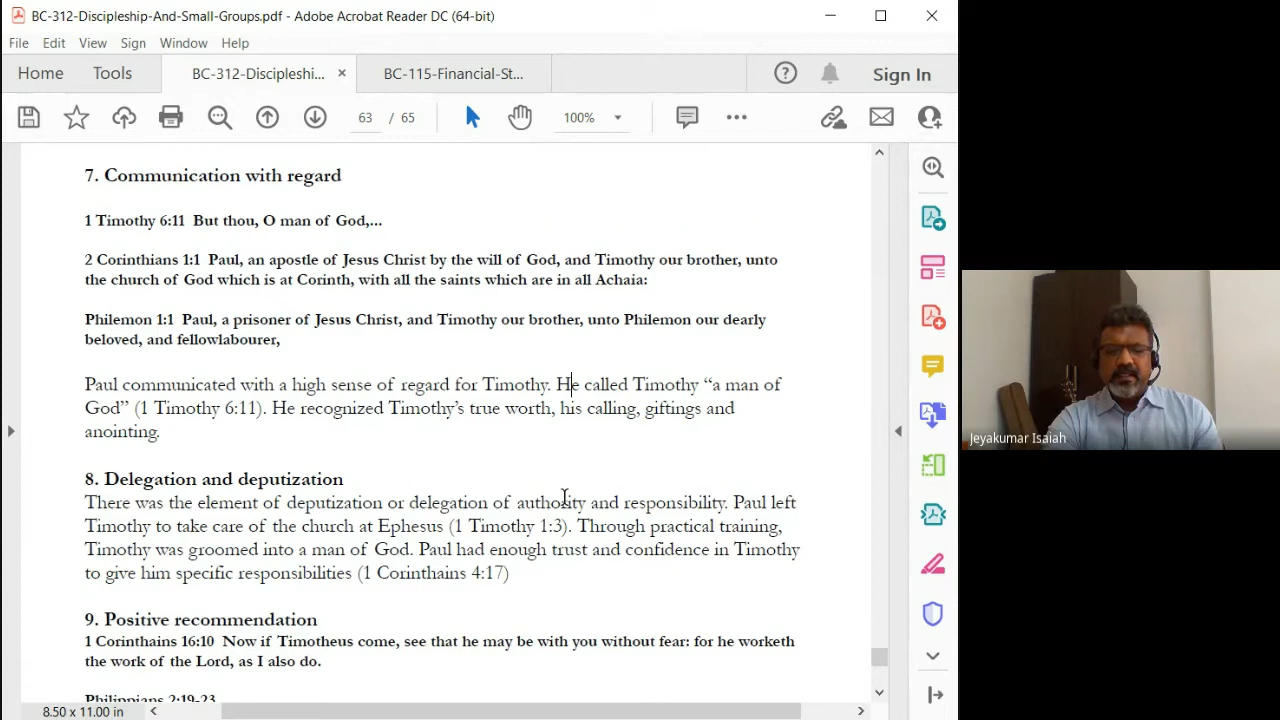 BC-312-Discipleship-And-Small-Groups.pdf - Adobe Acrobat Reader DC (64-bit)
File Edit View Sign Window Help
Home Tools BC-312-Discipleshi... × BC-115-Financial-St... Sign In
63 / 65 100%
7. Communication with regard
1 Timothy 6:11 But thou, O man of God,...
2 Corinthians 1:1 Paul, an apostle of Jesus Christ by the will of God, and Timothy our brother, unto
the church of God which is at Corinth, with all the saints which are in all Achaia:
Philemon 1:1 Paul, a prisoner of Jesus Christ, and Timothy our brother, unto Philemon our dearly
beloved, and fellowlabourer,
Paul communicated with a high sense of regard for Timothy. He called Timothy “a man of
God” (1 Timothy 6:11). He recognized Timothy’s true worth, his calling, giftings and
anointing.
8. Delegation and deputization
There was the element of deputization or delegation of authority and responsibility. Paul left
Timothy to take care of the church at Ephesus (1 Timothy 1:3). Through practical training,
Timothy was groomed into a man of God. Paul had enough trust and confidence in Timothy
to give him specific responsibilities (1 Corinthains 4:17)
9. Positive recommendation
1 Corinthains 16:10 Now if Timotheus come, see that he may be with you without fear: for he worketh
the work of the Lord, as I also do.
Philippians 2:19-23
8.50 x 11.00 in
Jeyakumar Isaiah